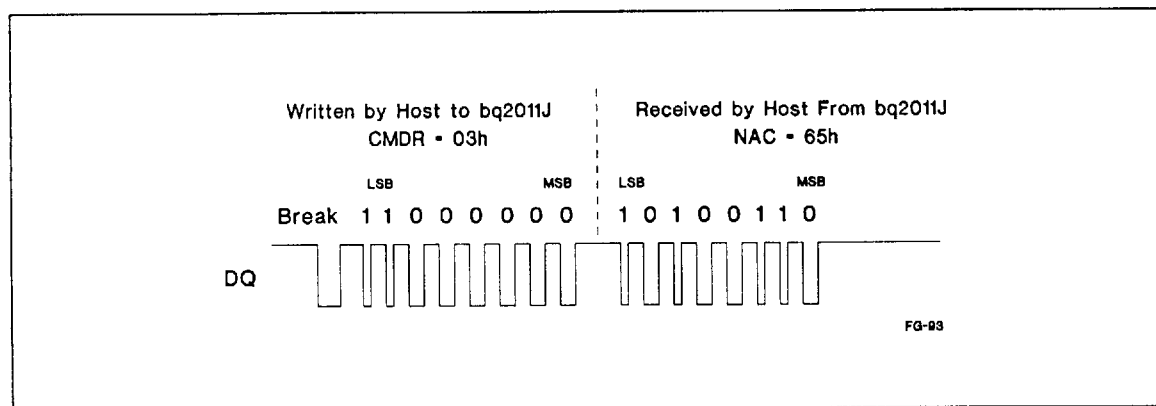 Written by Host to bq2011J
CMDR = 03h
Received by Host From bq2011J
NAC = 65h
LSB MSB
LSB MSB
Break 1 1 0 0 0 0 0 0
1 0 1 0 0 1 1 0
DQ
FG-93